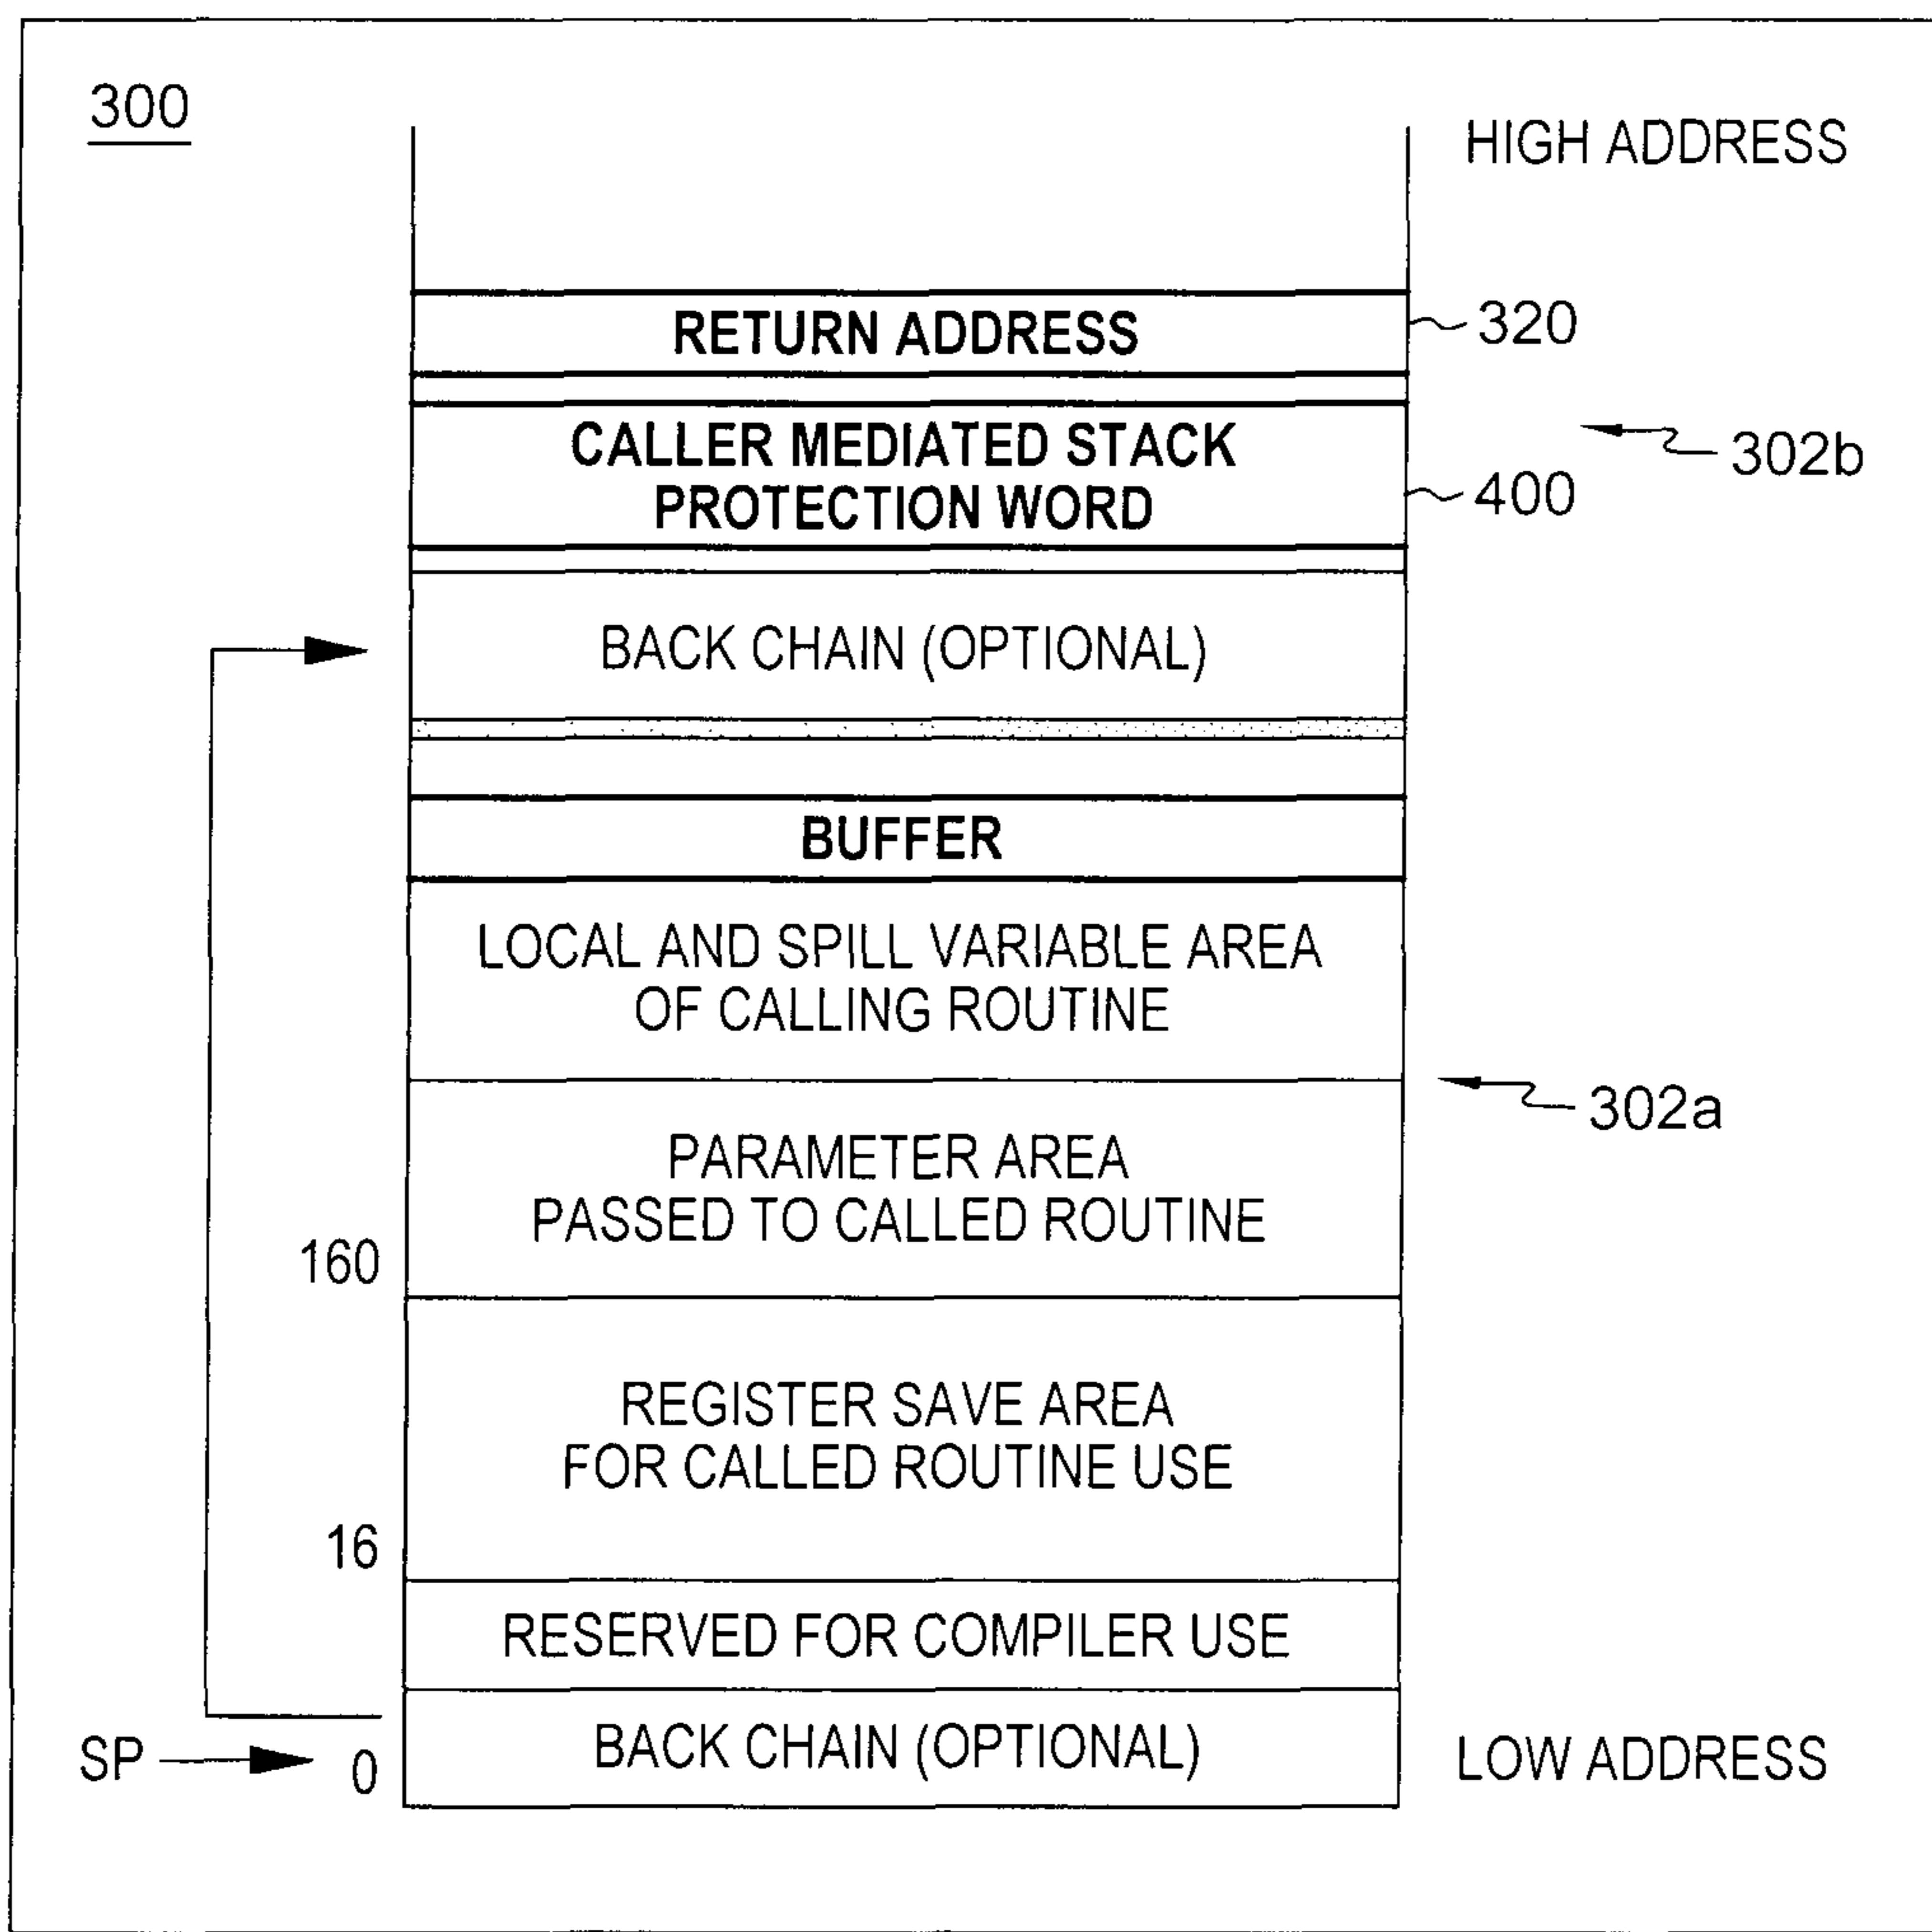 300
HIGH ADDRESS
RETURN ADDRESS
320
CALLER MEDIATED STACK
PROTECTION WORD
302b
400
BACK CHAIN (OPTIONAL)
BUFFER
LOCAL AND SPILL VARIABLE AREA
OF CALLING ROUTINE
302a
PARAMETER AREA
PASSED TO CALLED ROUTINE
160
REGISTER SAVE AREA
FOR CALLED ROUTINE USE
16
RESERVED FOR COMPILER USE
SP
0
BACK CHAIN (OPTIONAL)
LOW ADDRESS